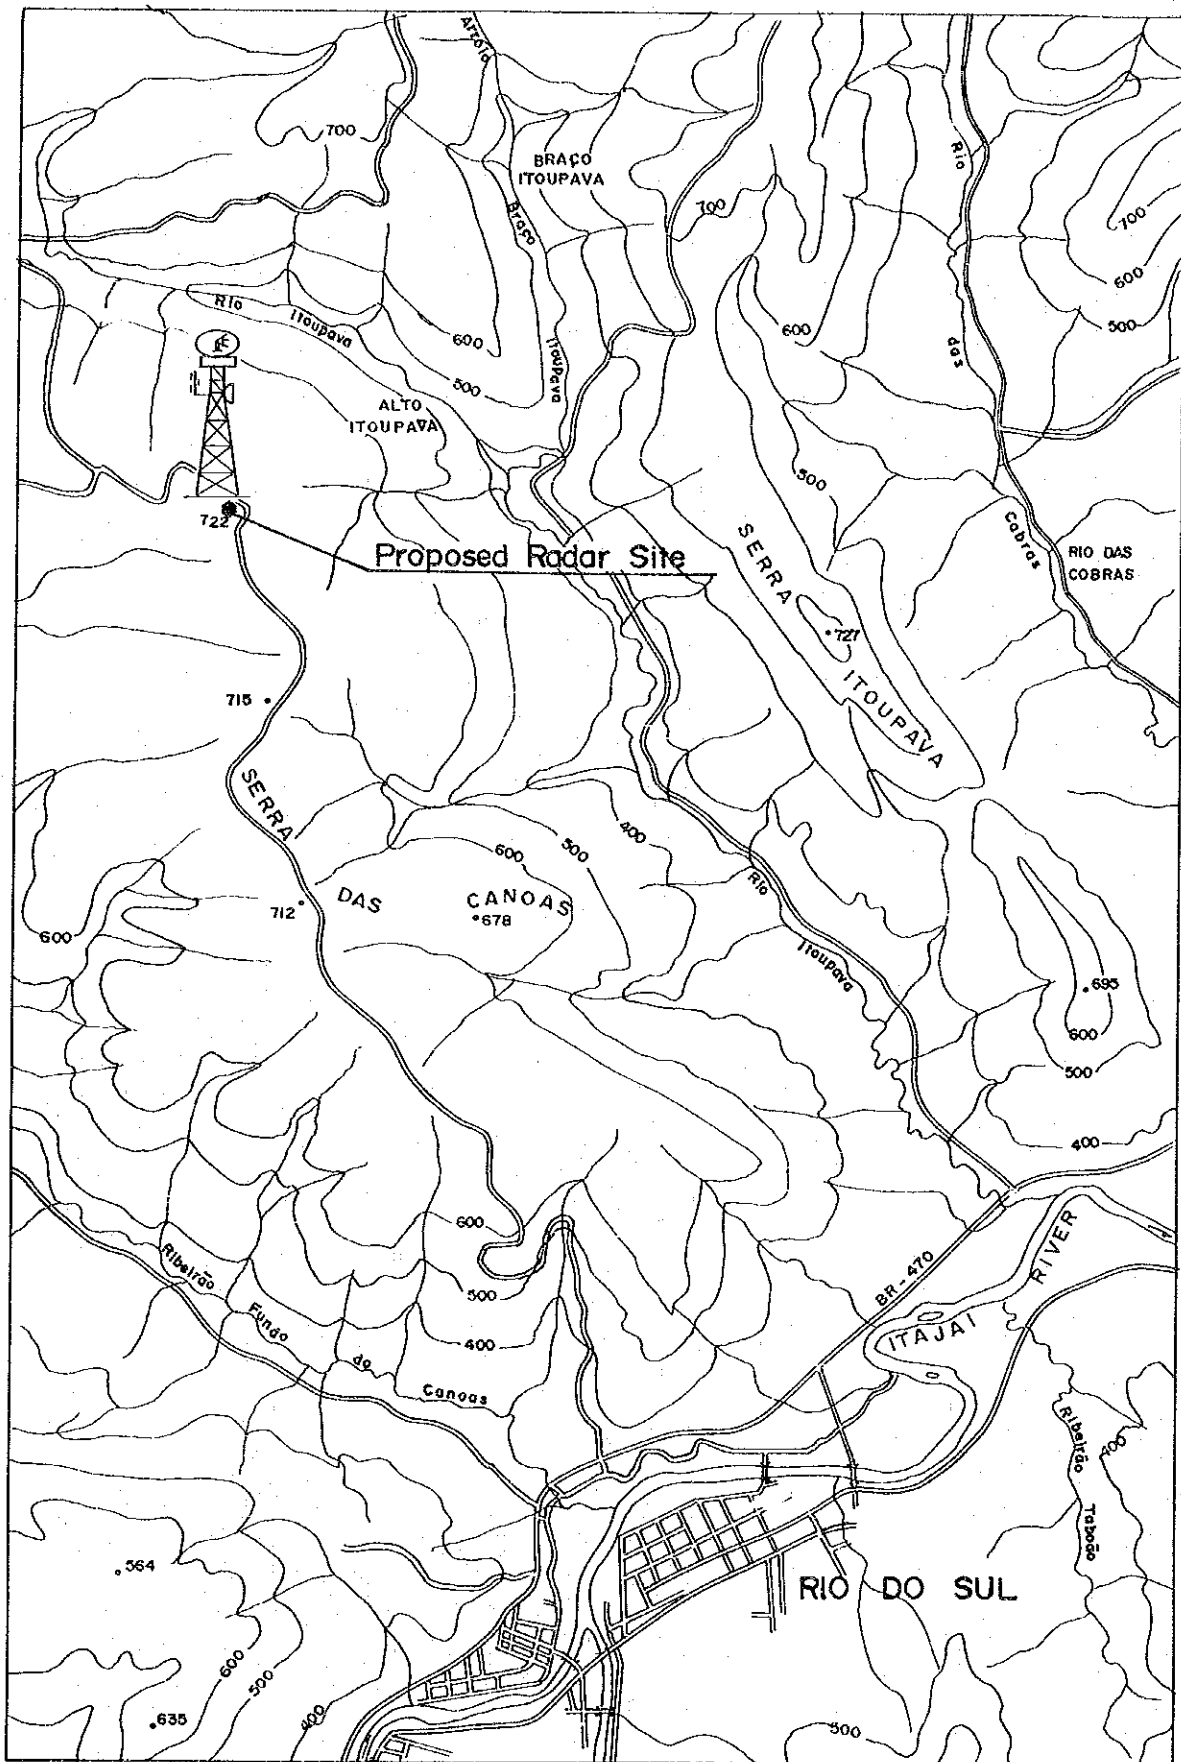 Arroio
700
BRAÇO
ITOUPAVA
Rio
Braço
700
700
600
500
Rio
Itoupava
600
das
600
Itoupava
500
ALTO
ITOUPAVA
500
722
Cobras
Proposed Radar Site
SERRA
RIO DAS
COBRAS
727
ITOUPAVA
715
SERRA
400
500
600
Rio
DAS
CANOAS
712
678
600
Itoupava
695
600
500
400
600
RIVER
Ribeirão
BR-470
500
Fundo
ITAJAI
400
do
Canoas
Ribeirão
400
Taboão
564
RIO DO SUL
600
500
400
635
500